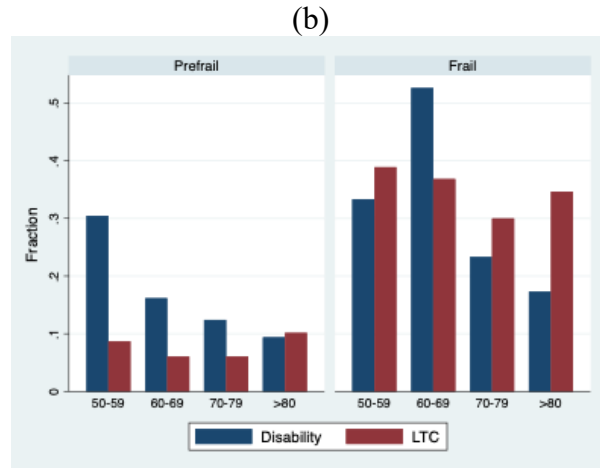 (b)
Prefrail Frail
Fraction
.5
.4
.3
.2
.1
0
50-59 60-69 70-79 >80 50-59 60-69 70-79 >80
Disability LTC